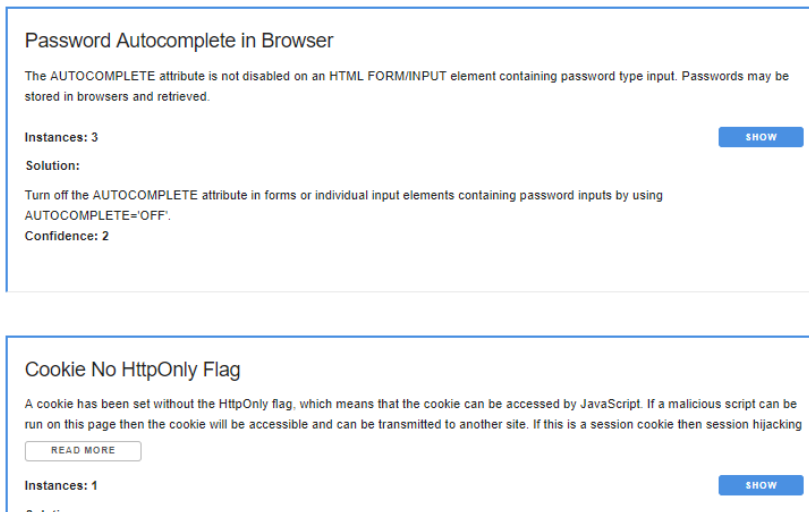 Password Autocomplete in Browser
The AUTOCOMPLETE attribute is not disabled on an HTML FORM/INPUT element containing password type input. Passwords may be
stored in browsers and retrieved.
Instances: 3
SHOW
Solution:
Turn off the AUTOCOMPLETE attribute in forms or individual input elements containing password inputs by using
AUTOCOMPLETE='OFF'.
Confidence: 2
Cookie No HttpOnly Flag
A cookie has been set without the HttpOnly flag, which means that the cookie can be accessed by JavaScript. If a malicious script can be
run on this page then the cookie will be accessible and can be transmitted to another site. If this is a session cookie then session hijacking
READ MORE
Instances: 1
SHOW